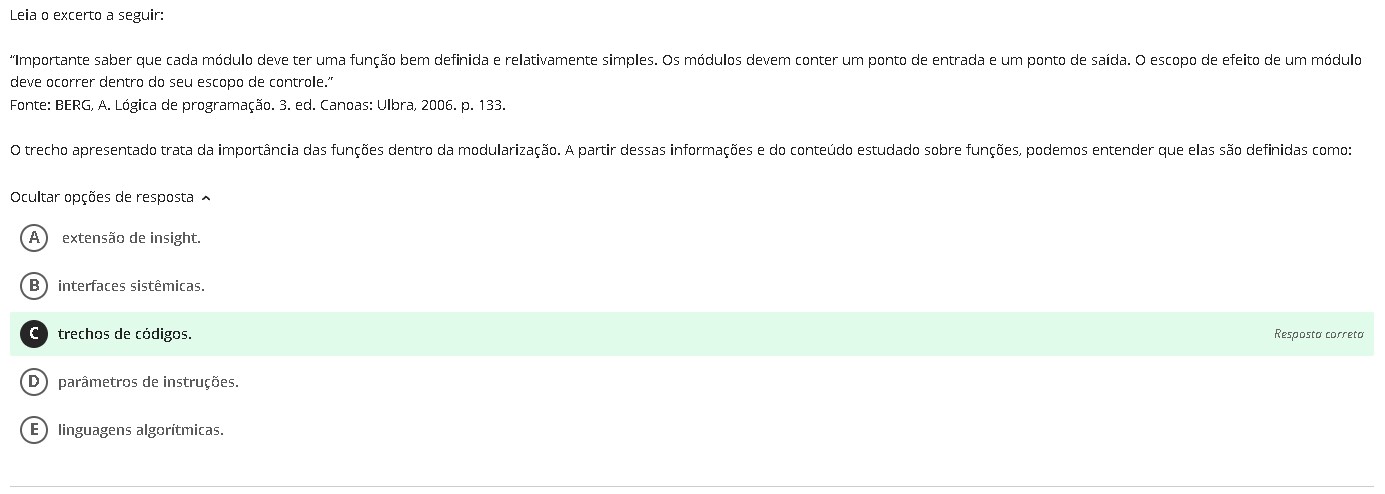 Leia o excerto a seguir:
“Importante saber que cada módulo deve ter uma função bem definida e relativamente simples. Os módulos devem conter um ponto de entrada e um ponto de saída. O escopo de efeito de um módulo
deve ocorrer dentro do seu escopo de controle.”
Fonte: BERG, A. Lógica de programação. 3. ed. Canoas: Ulbra, 2006. p. 133.
O trecho apresentado trata da importância das funções dentro da modularização. A partir dessas informações e do conteúdo estudado sobre funções, podemos entender que elas são definidas como:
Ocultar opções de resposta
A extensão de insight.
B interfaces sistêmicas.
C trechos de códigos. Resposta correta
D parâmetros de instruções.
E linguagens algorítmicas.